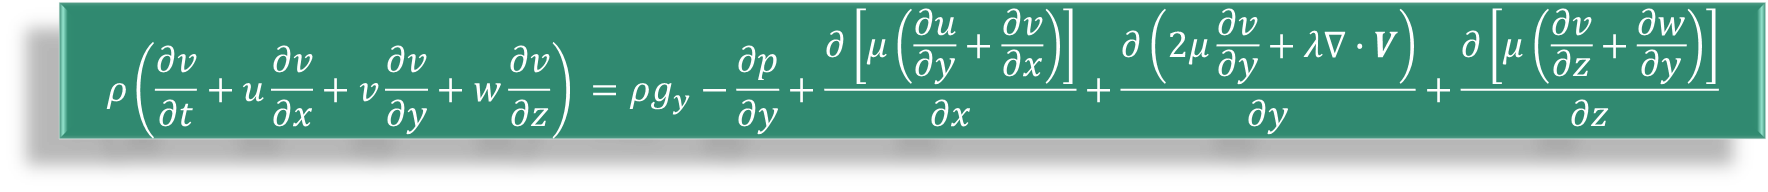 ρ(∂v/∂t + u ∂v/∂x + v ∂v/∂y + w ∂v/∂z) = ρg_y − ∂p/∂y + ∂[μ(∂u/∂y + ∂v/∂x)]/∂x + ∂(2μ ∂v/∂y + λ∇ · V)/∂y + ∂[μ(∂v/∂z + ∂w/∂y)]/∂z